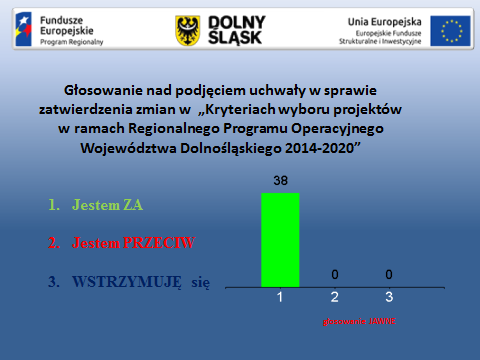 Fundusze
Europejskie
Program Regionalny
DOLNY
ŚLĄSK
Unia Europejska
Europejskie Fundusze
Strukturalne i Inwestycyjne
Głosowanie nad podjęciem uchwały w sprawie
zatwierdzenia zmian w „Kryteriach wyboru projektów
w ramach Regionalnego Programu Operacyjnego
Województwa Dolnośląskiego 2014-2020”
1. Jestem ZA
2. Jestem PRZECIW
3. WSTRZYMUJĘ się
38
0 0
1 2 3
głosowanie JAWNE